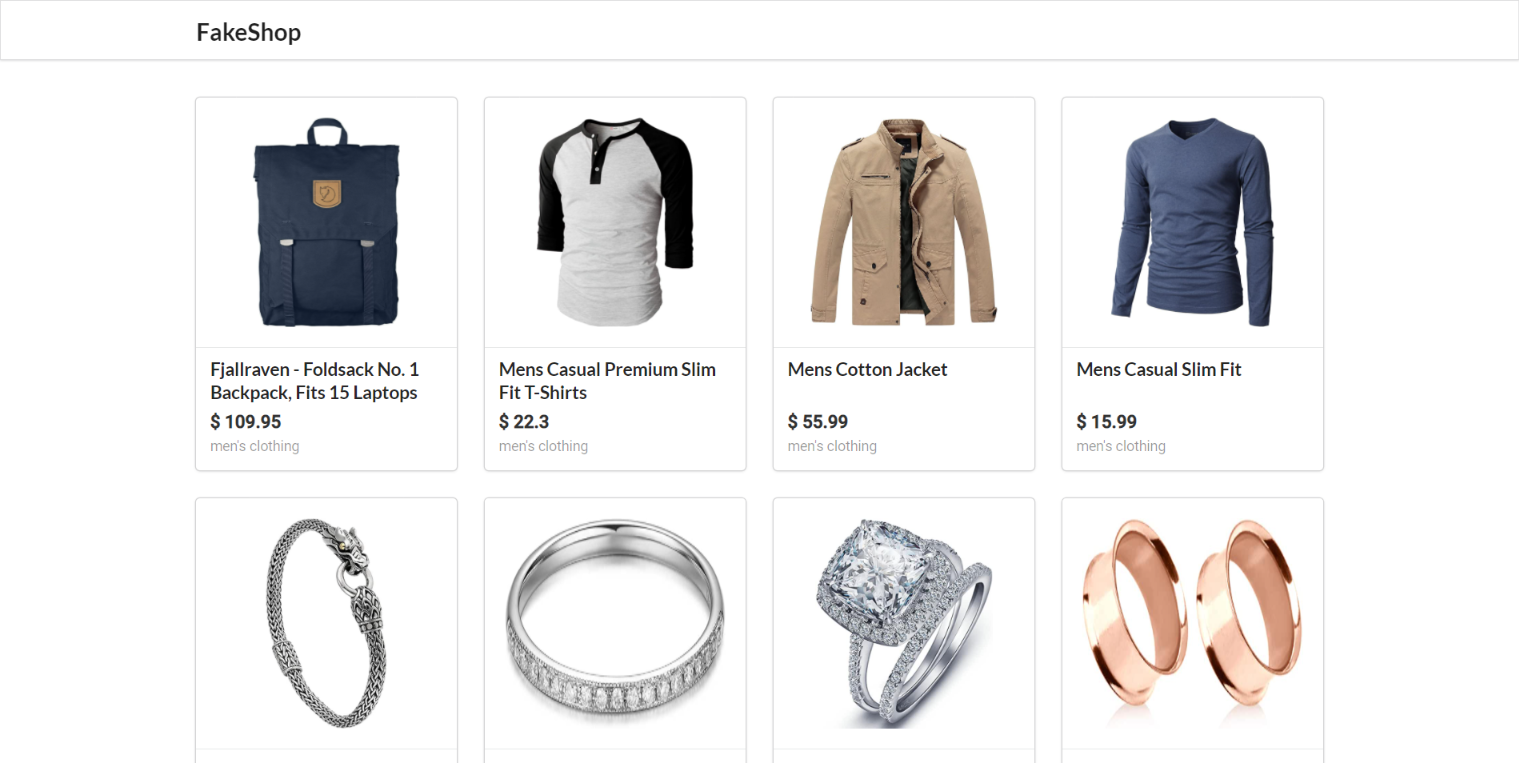 FakeShop
Fjallraven - Foldsack No. 1
Backpack, Fits 15 Laptops
$ 109.95
men's clothing
Mens Casual Premium Slim
Fit T-Shirts
$ 22.3
men's clothing
Mens Cotton Jacket
$ 55.99
men's clothing
Mens Casual Slim Fit
$ 15.99
men's clothing